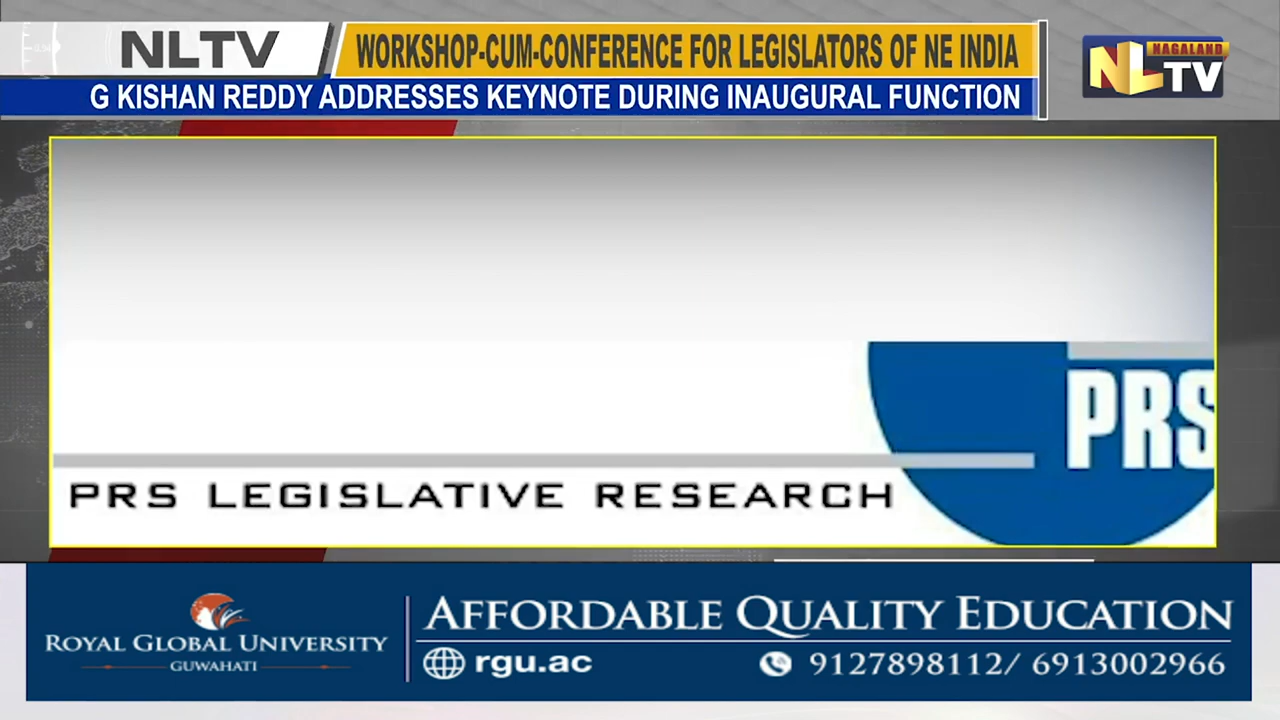 NLTV
WORKSHOP-CUM-CONFERENCE FOR LEGISLATORS OF NE INDIA
G KISHAN REDDY ADDRESSES KEYNOTE DURING INAUGURAL FUNCTION
NAGALAND
NLTV
PRS
PRS LEGISLATIVE RESEARCH
ROYAL GLOBAL UNIVERSITY
GUWAHATI
AFFORDABLE QUALITY EDUCATION
rgu.ac
9127898112/ 6913002966